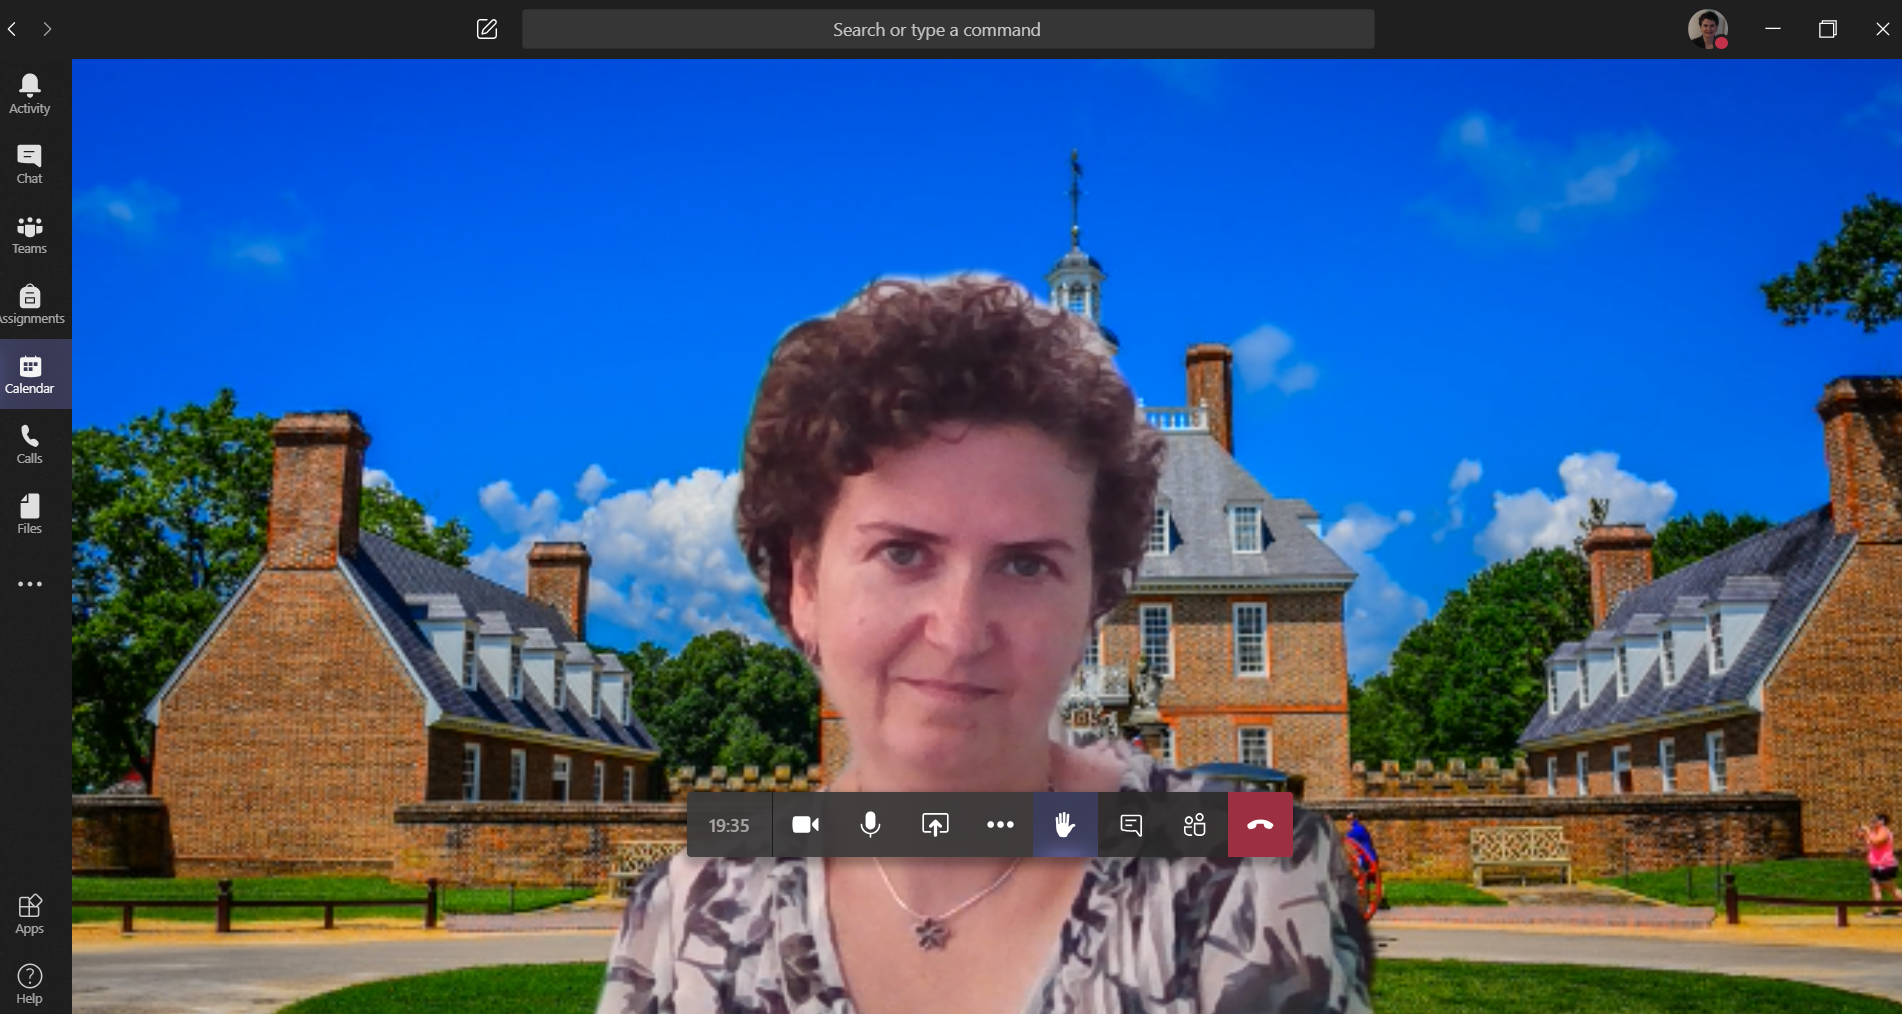 Search or type a command
Activity
Chat
Teams
ssignments
Calendar
Calls
Files
Apps
Help
19:35